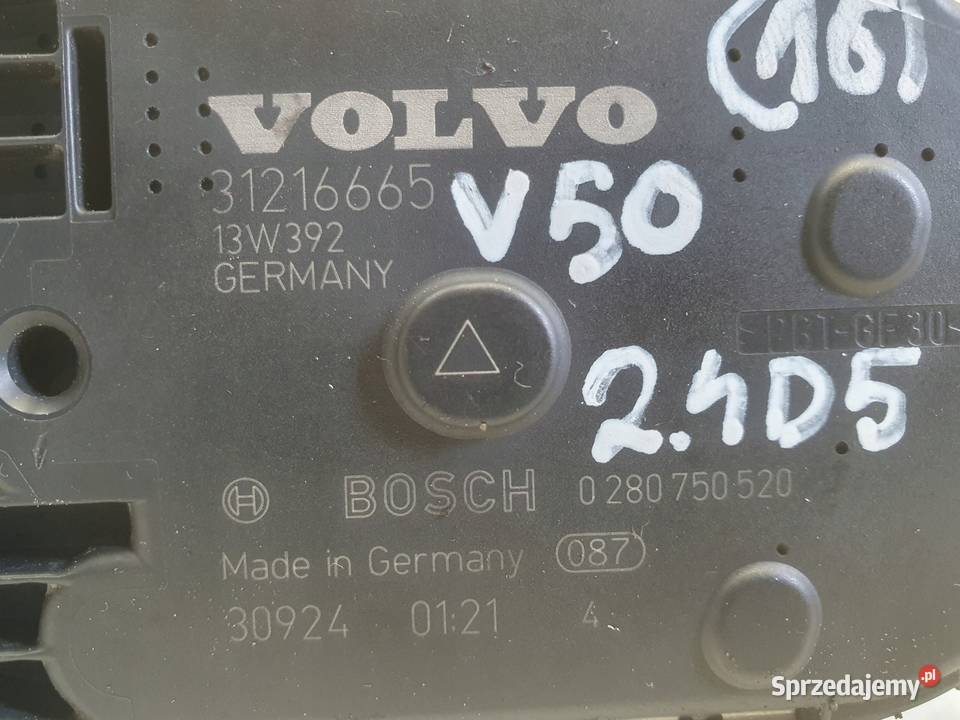 (161
VOLVO
31216665
V50
13W392
GERMANY
2.4D5
BOSCH 0 280 750 520
Made in Germany 087
30924 01:21 4
Sprzedajemy.pl